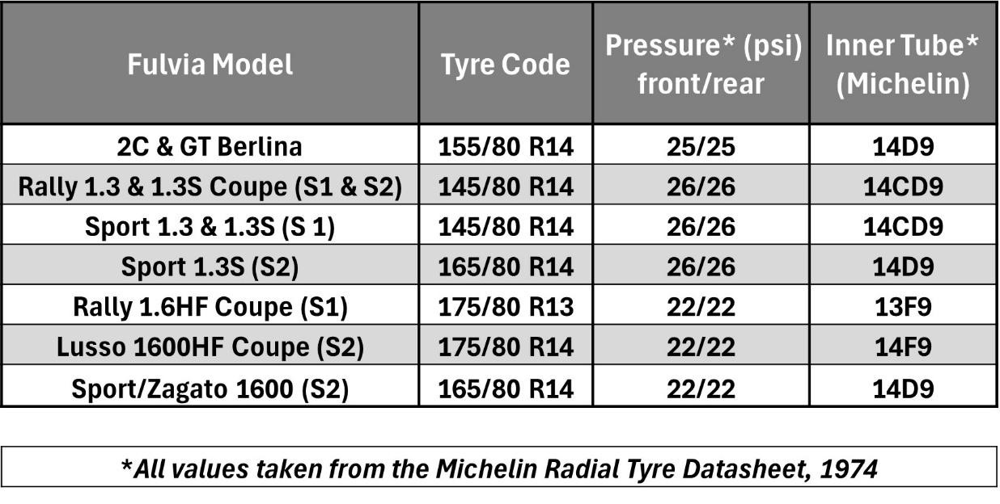 Fulvia Model Tyre Code Pressure* (psi) front/rear Inner Tube* (Michelin)
2C & GT Berlina 155/80 R14 25/25 14D9
Rally 1.3 & 1.3S Coupe (S1 & S2) 145/80 R14 26/26 14CD9
Sport 1.3 & 1.3S (S 1) 145/80 R14 26/26 14CD9
Sport 1.3S (S2) 165/80 R14 26/26 14D9
Rally 1.6HF Coupe (S1) 175/80 R13 22/22 13F9
Lusso 1600HF Coupe (S2) 175/80 R14 22/22 14F9
Sport/Zagato 1600 (S2) 165/80 R14 22/22 14D9
*All values taken from the Michelin Radial Tyre Datasheet, 1974